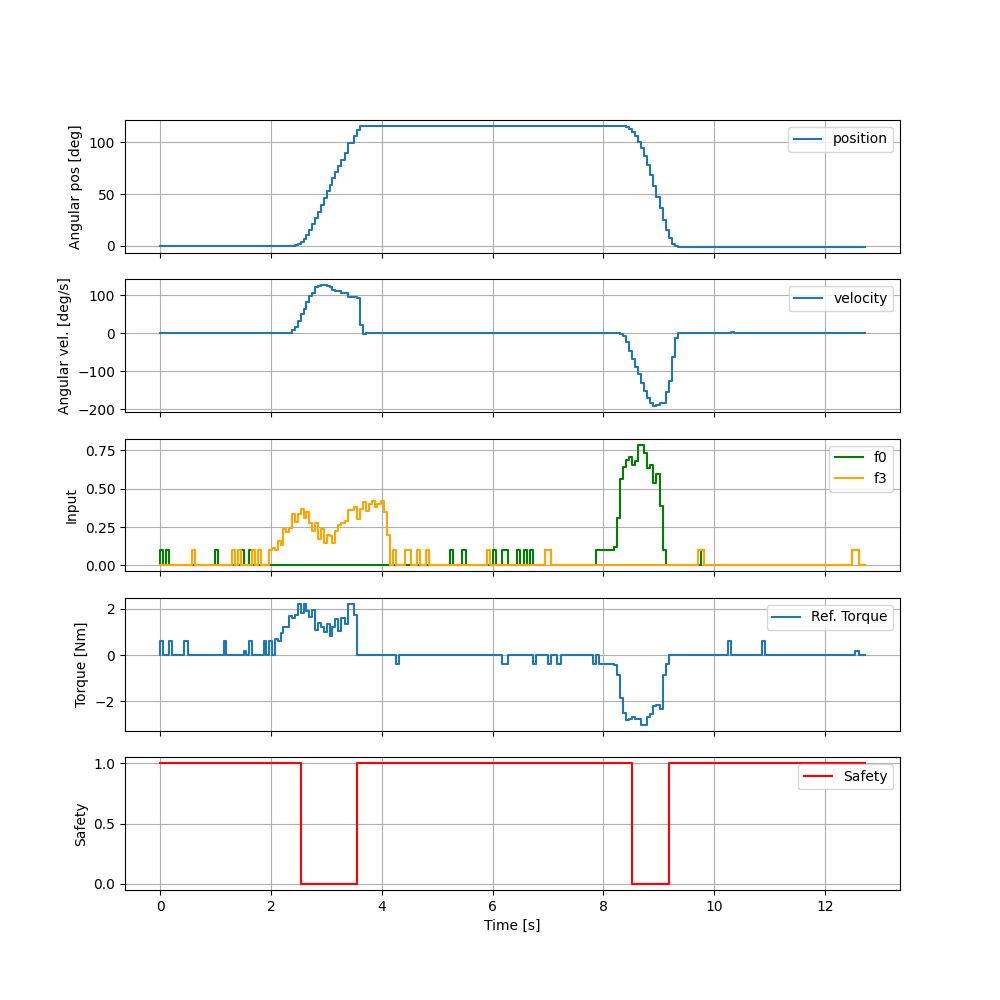 Angular pos [deg]
100
50
0
position
Angular vel. [deg/s]
100
0
−100
−200
velocity
Input
0.75
0.50
0.25
0.00
f0
f3
Torque [Nm]
2
0
−2
Ref. Torque
Safety
1.0
0.5
0.0
Safety
0 2 4 6 8 10 12
Time [s]